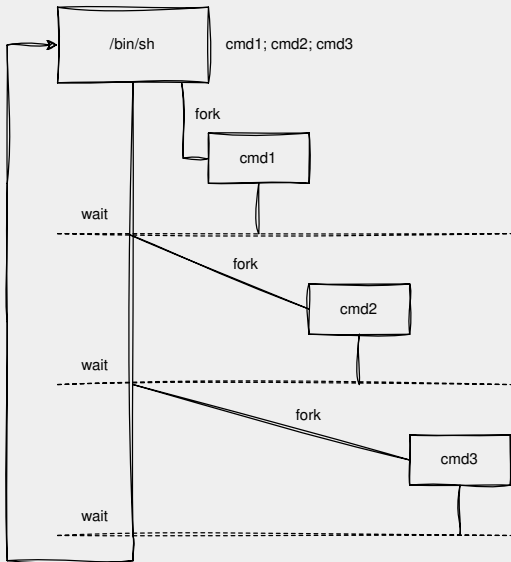 /bin/sh
cmd1; cmd2; cmd3
fork
cmd1
wait
fork
cmd2
wait
fork
cmd3
wait